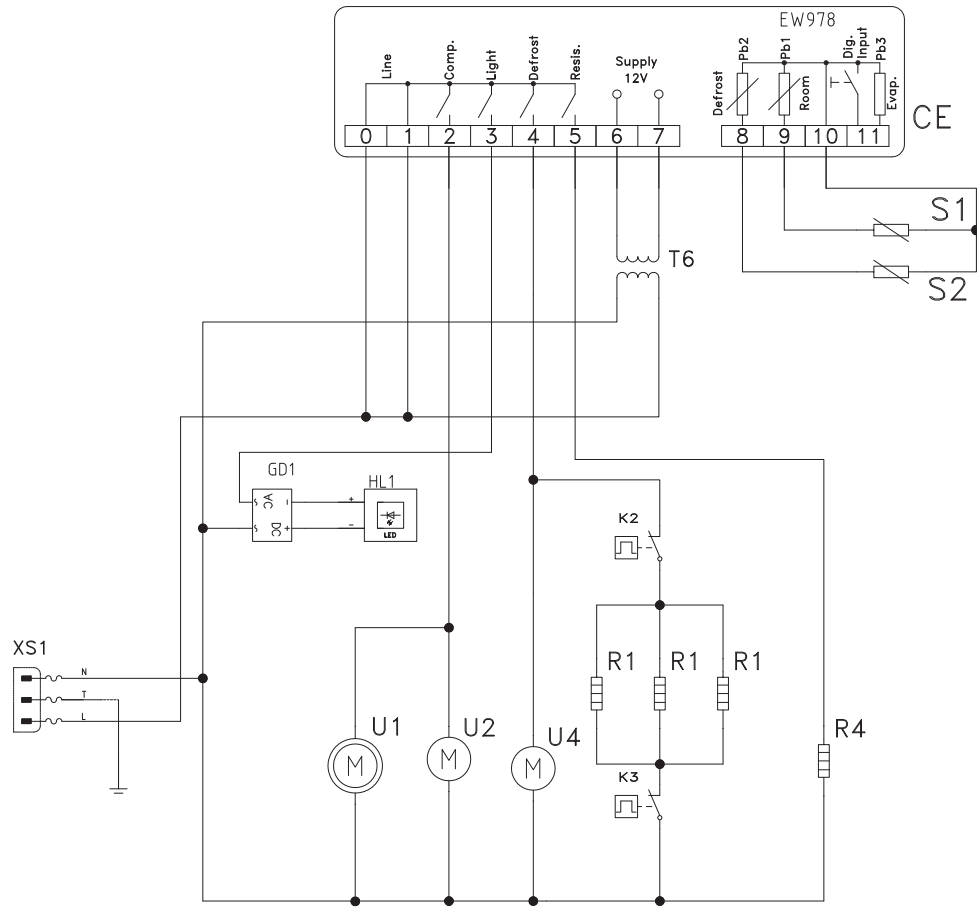 EW978
Line
Comp.
Light
Defrost
Resis.
Supply
12V
Defrost
Pb2
Pb1
Room
Dig.
Input
Pb3
Evap.
CE
0 1 2 3 4 5 6 7 8 9 10 11
S1
T6
S2
GD1
HL1
AC
DC
~
~
-
+
+
-
LED
K2
XS1
N
T
L
R1 R1 R1
U1 U2 U4 R4
M M M
K3